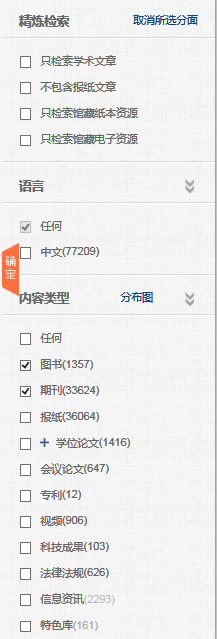 精炼检索 取消所选分面
只检索学术文章
不包含报纸文章
只检索馆藏纸本资源
只检索馆藏电子资源
语言
任何
中文(77209)
确定
内容类型 分布图
任何
图书(1357)
期刊(33624)
报纸(36064)
+ 学位论文(1416)
会议论文(647)
专利(12)
视频(906)
科技成果(103)
法律法规(626)
信息资讯(2293)
特色库(161)